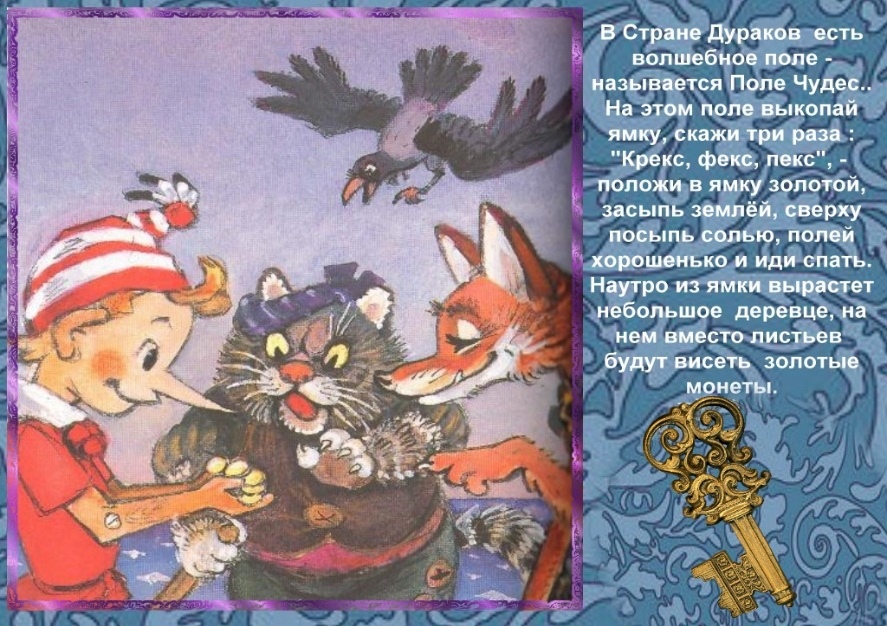 В Стране Дураков есть
волшебное поле -
называется Поле Чудес..
На этом поле выкопай
ямку, скажи три раза :
"Крекс, фекс, пекс", -
положи в ямку золотой,
засыпь землёй, сверху
посыпь солью, полей
хорошенько и иди спать.
Наутро из ямки вырастет
небольшое деревце, на
нем вместо листьев
будут висеть золотые
монеты.